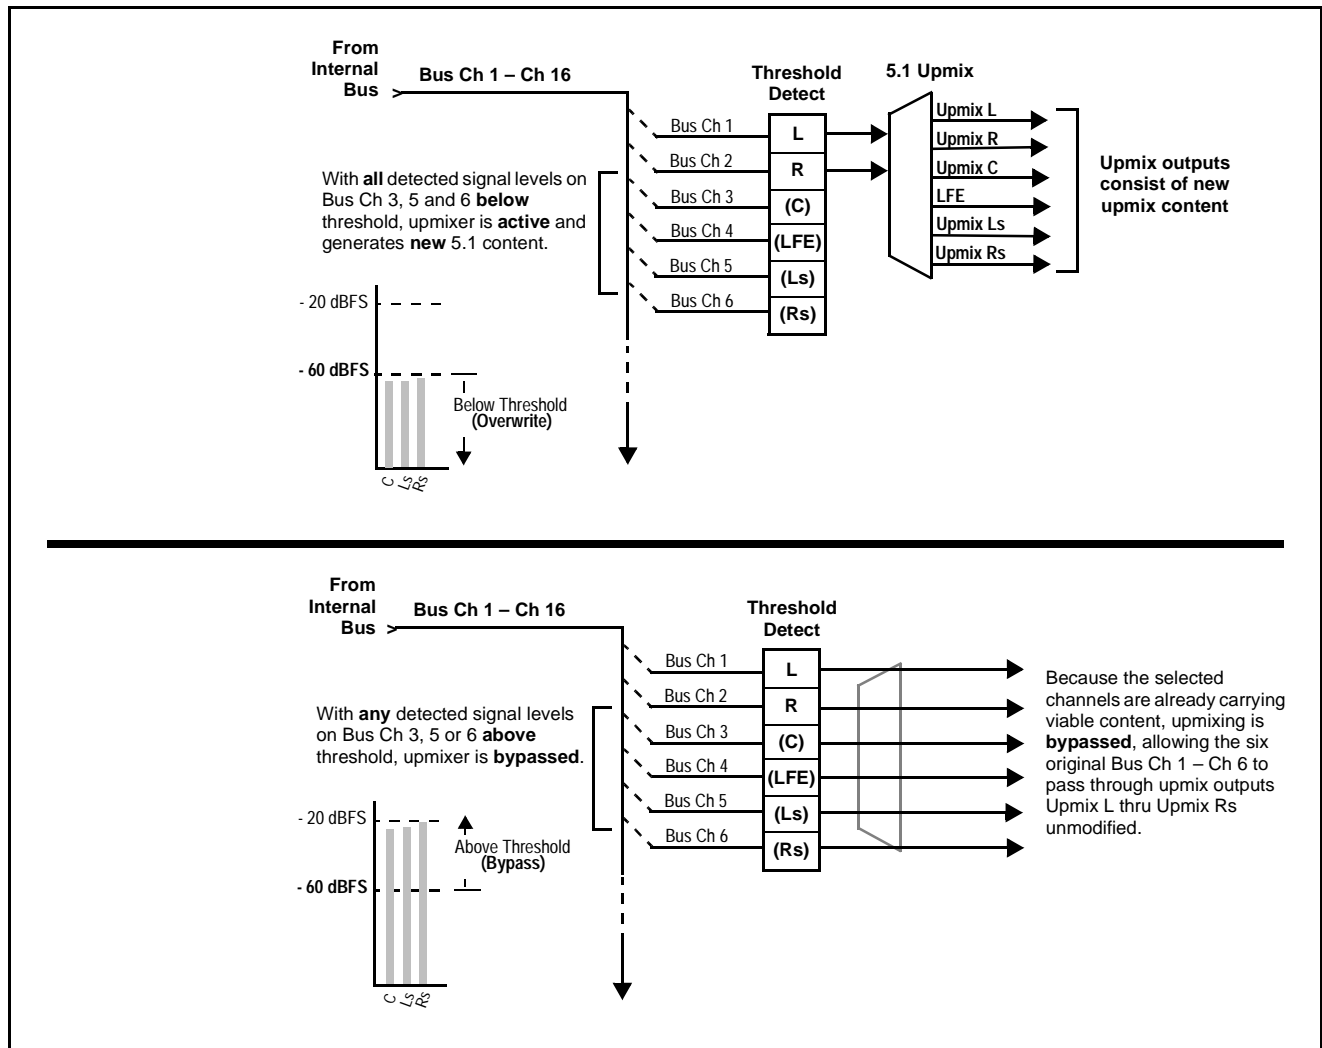 From
Internal
Bus
Bus Ch 1 – Ch 16
Threshold
Detect
5.1 Upmix
Bus Ch 1
L
Upmix L
Bus Ch 2
R
Upmix R
Bus Ch 3
(C)
Upmix C
Bus Ch 4
(LFE)
LFE
Bus Ch 5
(Ls)
Upmix Ls
Bus Ch 6
(Rs)
Upmix Rs
Upmix outputs
consist of new
upmix content
With all detected signal levels on
Bus Ch 3, 5 and 6 below
threshold, upmixer is active and
generates new 5.1 content.
- 20 dBFS
- 60 dBFS
Below Threshold
(Overwrite)
C
Ls
Rs
From
Internal
Bus
Bus Ch 1 – Ch 16
Threshold
Detect
Bus Ch 1
L
Bus Ch 2
R
Bus Ch 3
(C)
Bus Ch 4
(LFE)
Bus Ch 5
(Ls)
Bus Ch 6
(Rs)
Because the selected
channels are already carrying
viable content, upmixing is
bypassed, allowing the six
original Bus Ch 1 – Ch 6 to
pass through upmix outputs
Upmix L thru Upmix Rs
unmodified.
With any detected signal levels
on Bus Ch 3, 5 or 6 above
threshold, upmixer is bypassed.
- 20 dBFS
Above Threshold
(Bypass)
- 60 dBFS
C
Ls
Rs